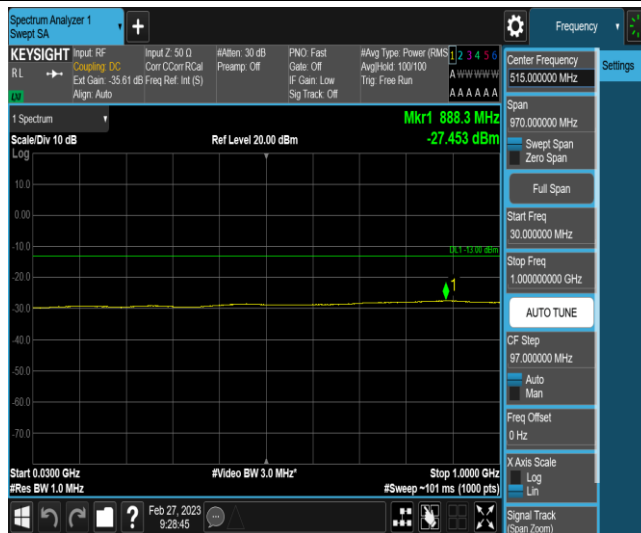 Spectrum Analyzer 1
Swept SA
+
Frequency
KEYSIGHT
RL
LXI
Input: RF
Coupling: DC
Ext Gain: -35.61 dB
Align: Auto
Input Z: 50 Ω
Corr CCorr RCal
Freq Ref: Int (S)
#Atten: 30 dB
Preamp: Off
PNO: Fast
Gate: Off
IF Gain: Low
Sig Track: Off
#Avg Type: Power (RMS
Avg|Hold: 100/100
Trig: Free Run
1 2 3 4 5 6
A W W W W W
A A A A A A
1 Spectrum
Scale/Div 10 dB
Log
Ref Level 20.00 dBm
Mkr1 888.3 MHz
-27.453 dBm
10.0
0.00
-10.0
-20.0
-30.0
-40.0
-50.0
-60.0
-70.0
DL1 -13.00 dBm
1
Start 0.0300 GHz
#Video BW 3.0 MHz*
Stop 1.0000 GHz
#Res BW 1.0 MHz
#Sweep ~101 ms (1000 pts)
?
Feb 27, 2023
9:28:45
Center Frequency
515.000000 MHz
Settings
Span
970.000000 MHz
Swept Span
Zero Span
Full Span
Start Freq
30.000000 MHz
Stop Freq
1.000000000 GHz
AUTO TUNE
CF Step
97.000000 MHz
Auto
Man
Freq Offset
0 Hz
X Axis Scale
Log
Lin
Signal Track
(Span Zoom)